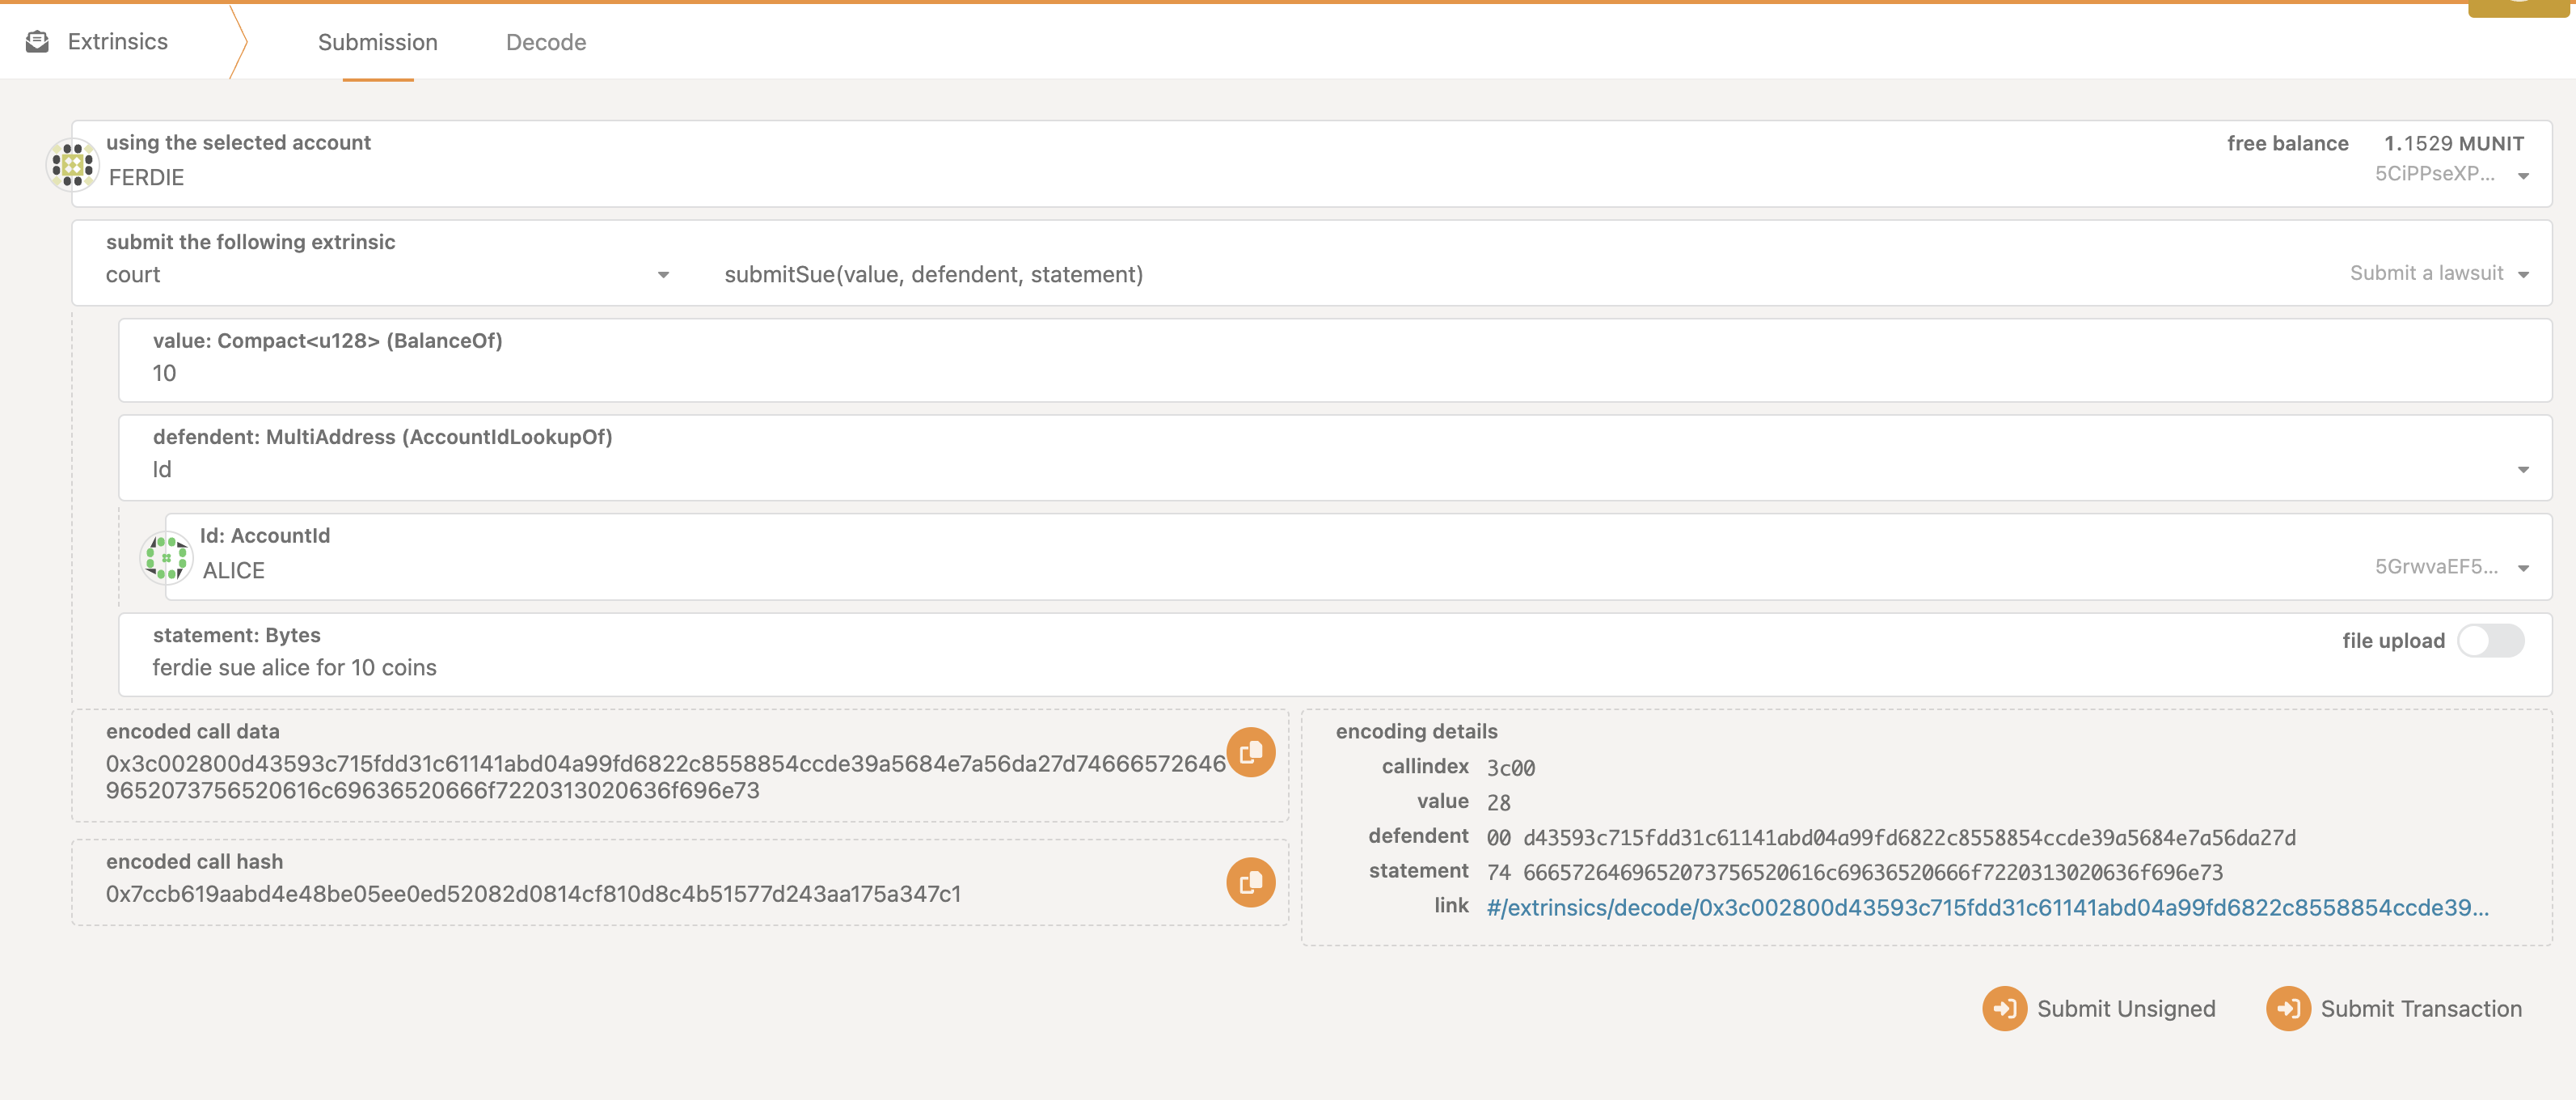 Extrinsics
Submission
Decode
using the selected account
FERDIE
free balance 1.1529 MUNIT
5CiPPseXP...
submit the following extrinsic
court
submitSue(value, defendent, statement)
Submit a lawsuit
value: Compact<u128> (BalanceOf)
10
defendent: MultiAddress (AccountIdLookupOf)
Id
Id: AccountId
ALICE
5GrwvaEF5...
statement: Bytes
ferdie sue alice for 10 coins
file upload
encoded call data
0x3c002800d43593c715fdd31c61141abd04a99fd6822c8558854ccde39a5684e7a56da27d74666572646
9652073756520616c69636520666f7220313020636f696e73
encoded call hash
0x7ccb619aabd4e48be05ee0ed52082d0814cf810d8c4b51577d243aa175a347c1
encoding details
callindex 3c00
value 28
defendent 00 d43593c715fdd31c61141abd04a99fd6822c8558854ccde39a5684e7a56da27d
statement 74 6665726469652073756520616c69636520666f7220313020636f696e73
link #/extrinsics/decode/0x3c002800d43593c715fdd31c61141abd04a99fd6822c8558854ccde39...
Submit Unsigned
Submit Transaction